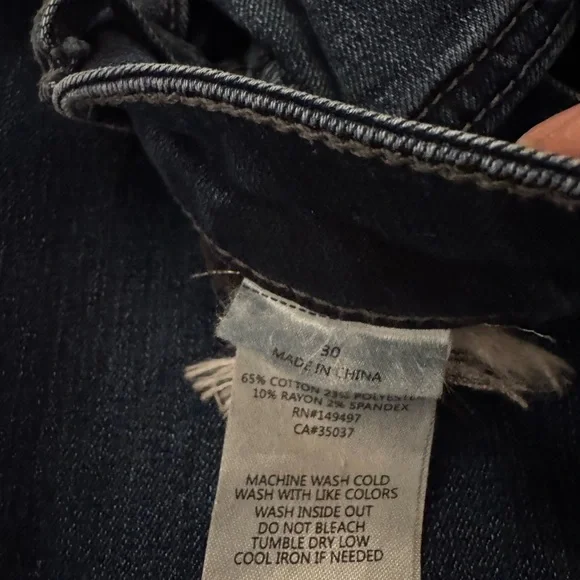 30
MADE IN CHINA
65% COTTON 23% POLYESTER
10% RAYON 2% SPANDEX
RN#149497
CA#35037
MACHINE WASH COLD
WASH WITH LIKE COLORS
WASH INSIDE OUT
DO NOT BLEACH
TUMBLE DRY LOW
COOL IRON IF NEEDED